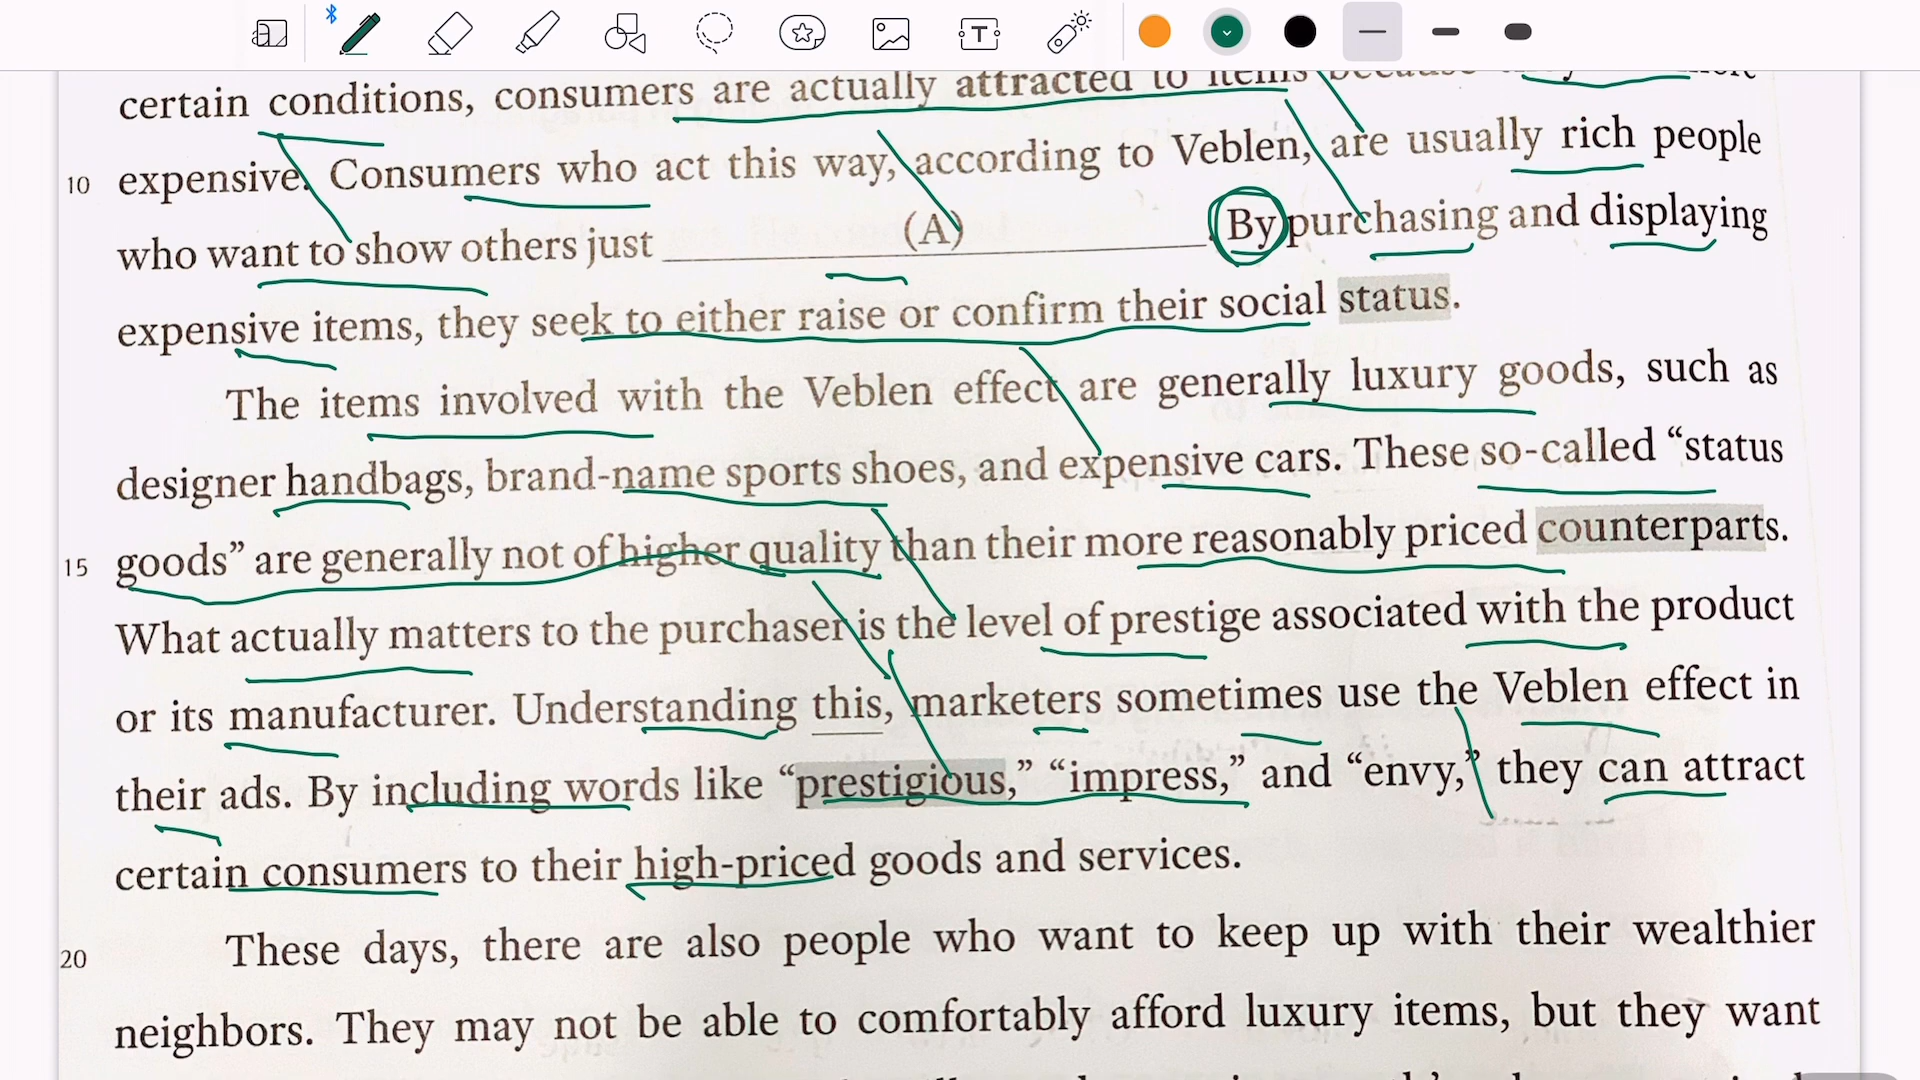 certain conditions, consumers are actually attracted to items because
10 expensive. Consumers who act this way, according to Veblen, are usually rich people
who want to show others just (A) . By purchasing and displaying
expensive items, they seek to either raise or confirm their social status.
The items involved with the Veblen effect are generally luxury goods, such as
designer handbags, brand-name sports shoes, and expensive cars. These so-called “status
15 goods” are generally not of higher quality than their more reasonably priced counterparts.
What actually matters to the purchaser is the level of prestige associated with the product
or its manufacturer. Understanding this, marketers sometimes use the Veblen effect in
their ads. By including words like “prestigious,” “impress,” and “envy,” they can attract
certain consumers to their high-priced goods and services.
20 These days, there are also people who want to keep up with their wealthier
neighbors. They may not be able to comfortably afford luxury items, but they want